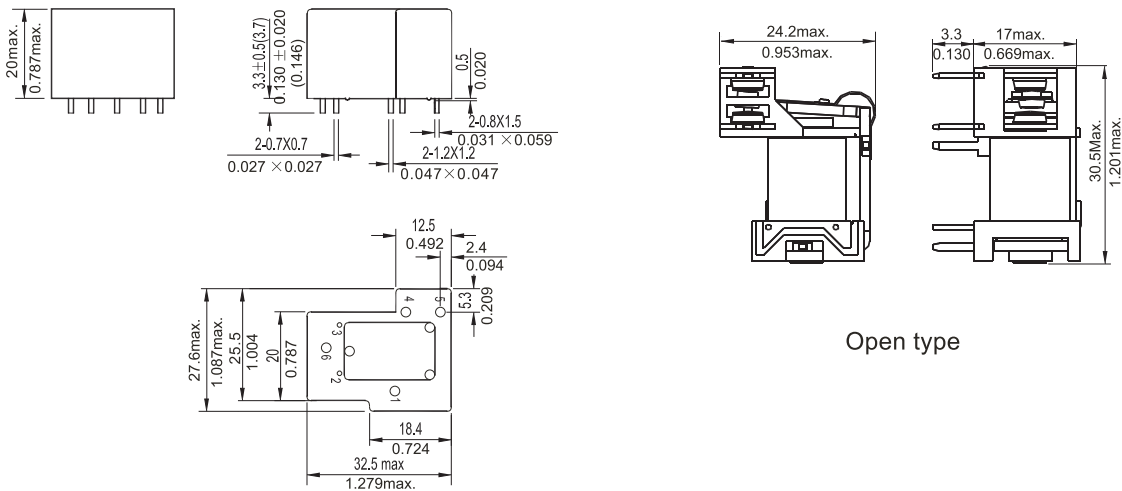 20max.
0.787max.
3.3±0.5(3.7)
0.130±0.020
(0.146)
0.5
0.020
2-0.7X0.7
0.027×0.027
2-0.8X1.5
0.031×0.059
2-1.2X1.2
0.047×0.047
24.2max.
0.953max.
3.3
0.130
17max.
0.669max.
30.5Max.
1.201max.
Open type
12.5
0.492
2.4
0.094
5.3
0.209
27.6max.
1.087max.
25.5
1.004
20
0.787
4
5
3
6
2
1
18.4
0.724
32.5 max
1.279max.